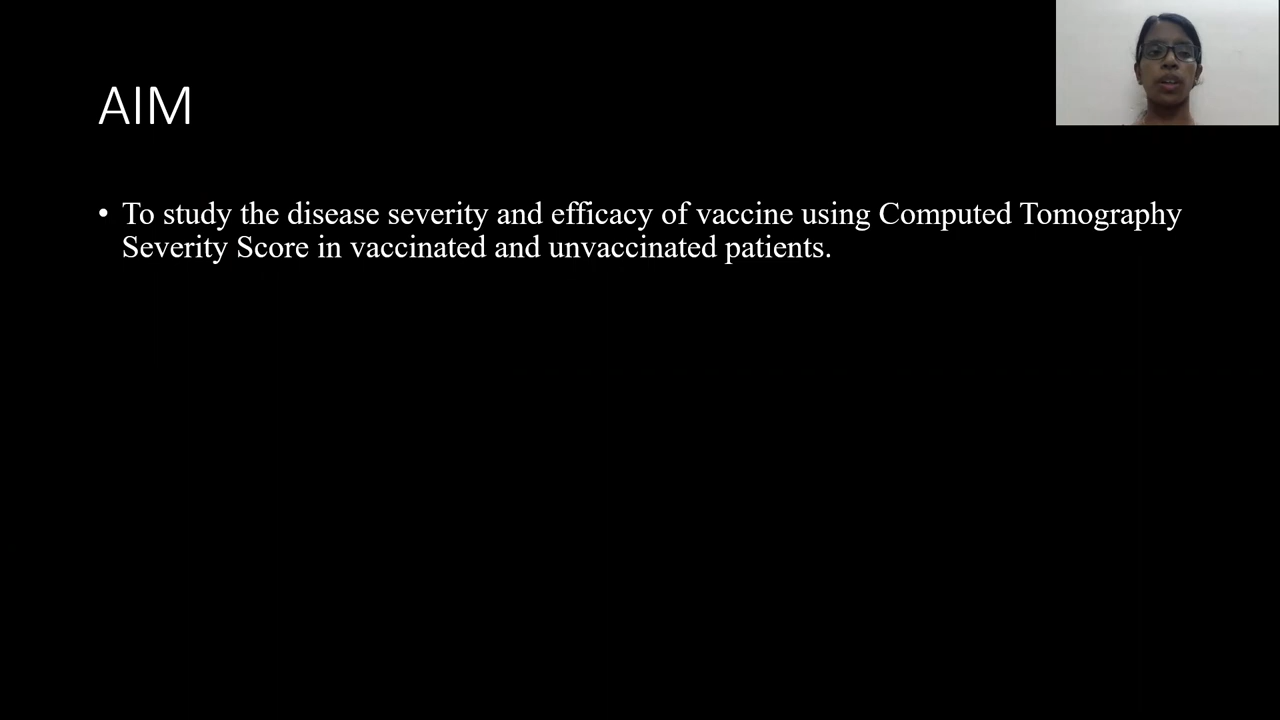 AIM
• To study the disease severity and efficacy of vaccine using Computed Tomography
Severity Score in vaccinated and unvaccinated patients.